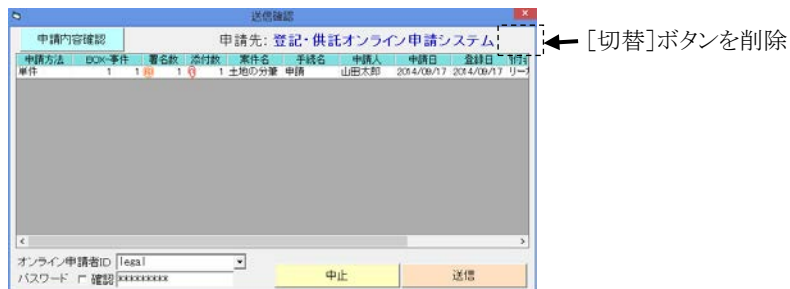 送信確認
申請内容確認 申請先: 登記・供託オンライン申請システム
［切替］ボタンを削除
申請方法 BOX-事件 署名数 添付数 案件名 手続名 申請人 申請日 登録日
単件 1 1 1 1 土地の分筆 申請 山田太郎 2014/09/17 2014/09/17 リーガ
オンライン申請者ID legal
パスワード 確認 xxxxxxxxx
中止 送信